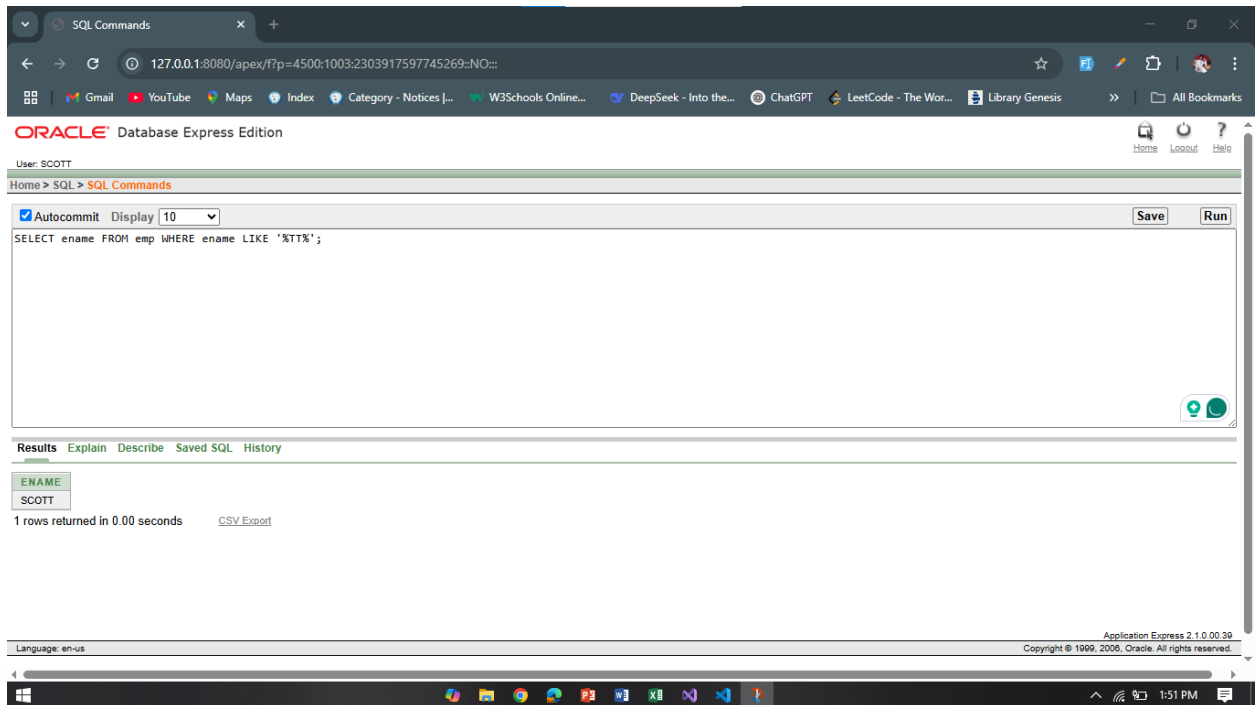 SQL Commands
127.0.0.1:8080/apex/f?p=4500:1003:2303917597745269::NO:::
Gmail YouTube Maps Index Category - Notices |... W3Schools Online... DeepSeek - Into the... ChatGPT LeetCode - The Wor... Library Genesis » All Bookmarks
ORACLE Database Express Edition
Home Logout Help
User: SCOTT
Home > SQL > SQL Commands
Autocommit Display 10 Save Run
SELECT ename FROM emp WHERE ename LIKE '%TT%';
Results Explain Describe Saved SQL History
ENAME
SCOTT
1 rows returned in 0.00 seconds CSV Export
Application Express 2.1.0.00.39
Language: en-us Copyright © 1999, 2006, Oracle. All rights reserved.
1:51 PM